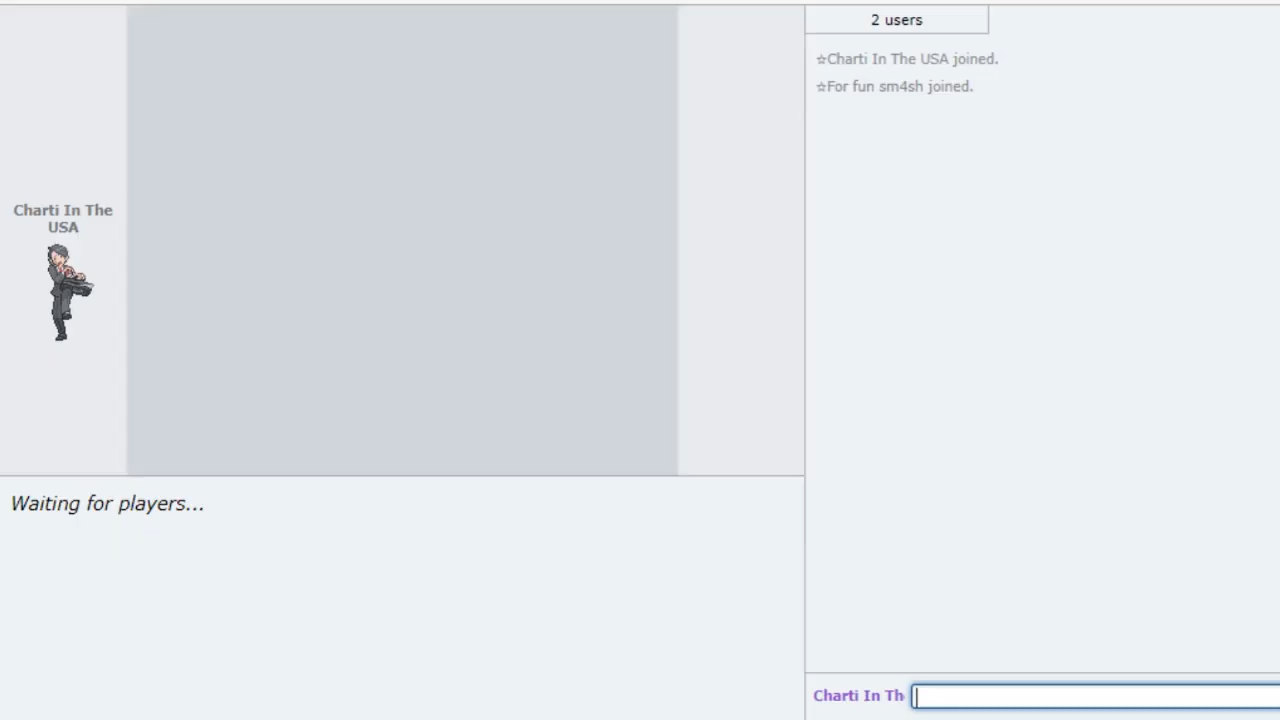 2 users
☆Charti In The USA joined.
☆For fun sm4sh joined.
Charti In The
USA
Waiting for players...
Charti In Th